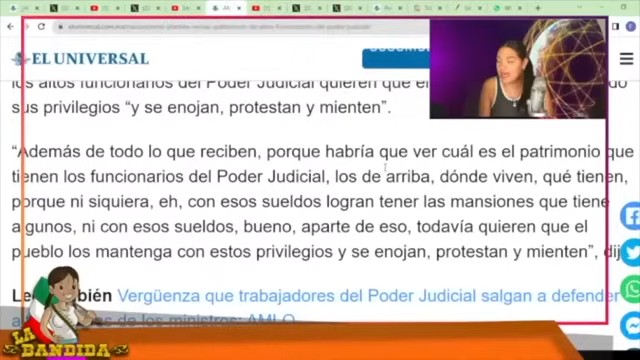 EL UNIVERSAL
los altos funcionarios del Poder Judicial quieren que
sus privilegios “y se enojan, protestan y mienten”.
“Además de todo lo que reciben, porque habría que ver cuál es el patrimonio que
tienen los funcionarios del Poder Judicial, los de arriba, dónde viven, qué tienen,
porque ni siquiera, eh, con esos sueldos logran tener las mansiones que tiene
algunos, ni con esos sueldos, bueno, aparte de eso, todavía quieren que el
pueblo los mantenga con estos privilegios y se enojan, protestan y mienten”, dij
Vergüenza que trabajadores del Poder Judicial salgan a defender
de los ministros: AMLO
LA BANDIDA